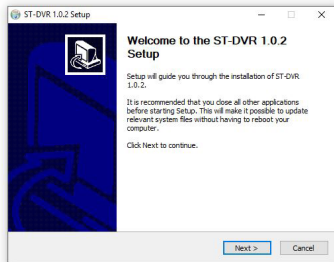 ST-DVR 1.0.2 Setup
Welcome to the ST-DVR 1.0.2
Setup
Setup will guide you through the installation of ST-DVR
1.0.2.
It is recommended that you close all other applications
before starting Setup. This will make it possible to update
relevant system files without having to reboot your
computer.
Click Next to continue.
Next >
Cancel